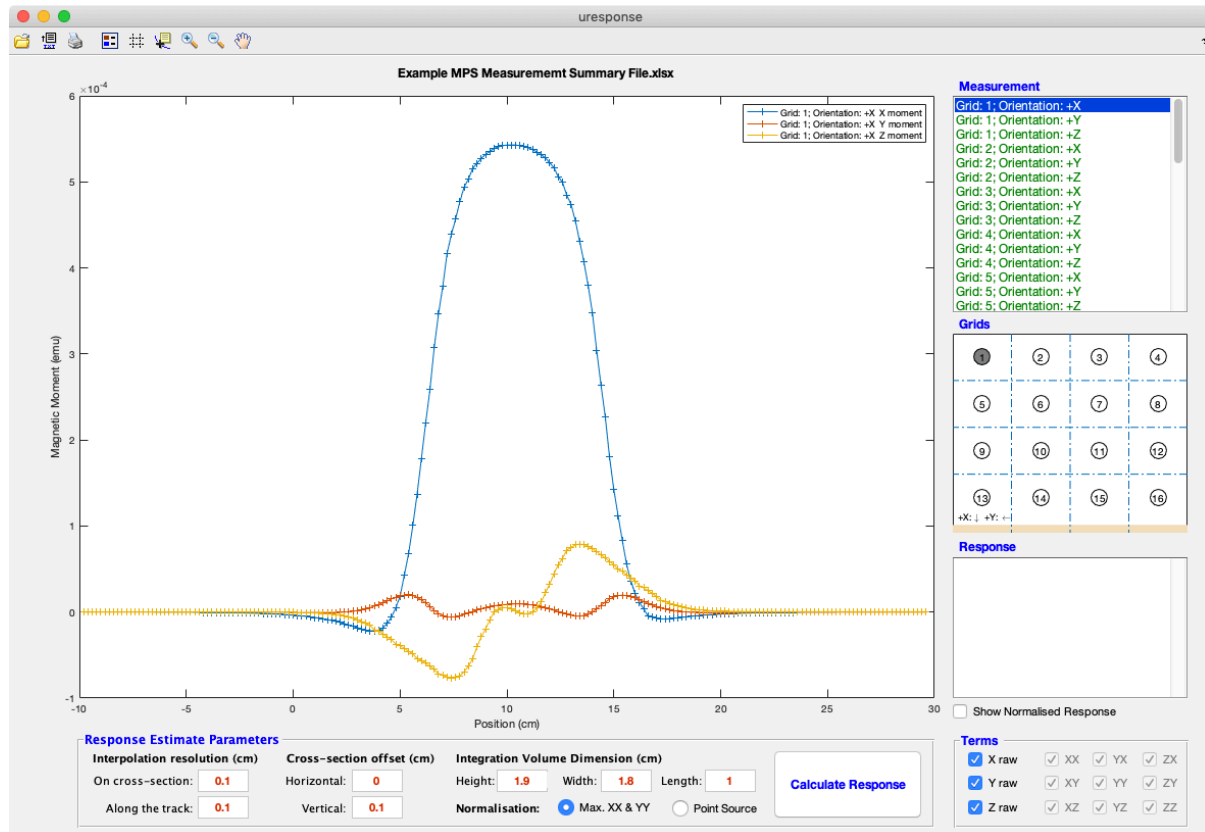 uresponse
TXT
Example MPS Measurememt Summary File.xlsx
×10⁻⁴
6
5
4
3
2
1
0
-1
Magnetic Moment (emu)
-10 -5 0 5 10 15 20 25 30
Position (cm)
Grid: 1; Orientation: +X X moment
Grid: 1; Orientation: +X Y moment
Grid: 1; Orientation: +X Z moment
Measurement
Grid: 1; Orientation: +X
Grid: 1; Orientation: +Y
Grid: 1; Orientation: +Z
Grid: 2; Orientation: +X
Grid: 2; Orientation: +Y
Grid: 2; Orientation: +Z
Grid: 3; Orientation: +X
Grid: 3; Orientation: +Y
Grid: 3; Orientation: +Z
Grid: 4; Orientation: +X
Grid: 4; Orientation: +Y
Grid: 4; Orientation: +Z
Grid: 5; Orientation: +X
Grid: 5; Orientation: +Y
Grid: 5; Orientation: +Z
Grids
1 2 3 4
5 6 7 8
9 10 11 12
13 14 15 16
+X: ↓ +Y: ←
Response
Show Normalised Response
Response Estimate Parameters
Interpolation resolution (cm) Cross-section offset (cm) Integration Volume Dimension (cm)
On cross-section: 0.1 Horizontal: 0 Height: 1.9 Width: 1.8 Length: 1
Along the track: 0.1 Vertical: 0.1 Normalisation: Max. XX & YY Point Source
Calculate Response
Terms
X raw XX YX ZX
Y raw XY YY ZY
Z raw XZ YZ ZZ